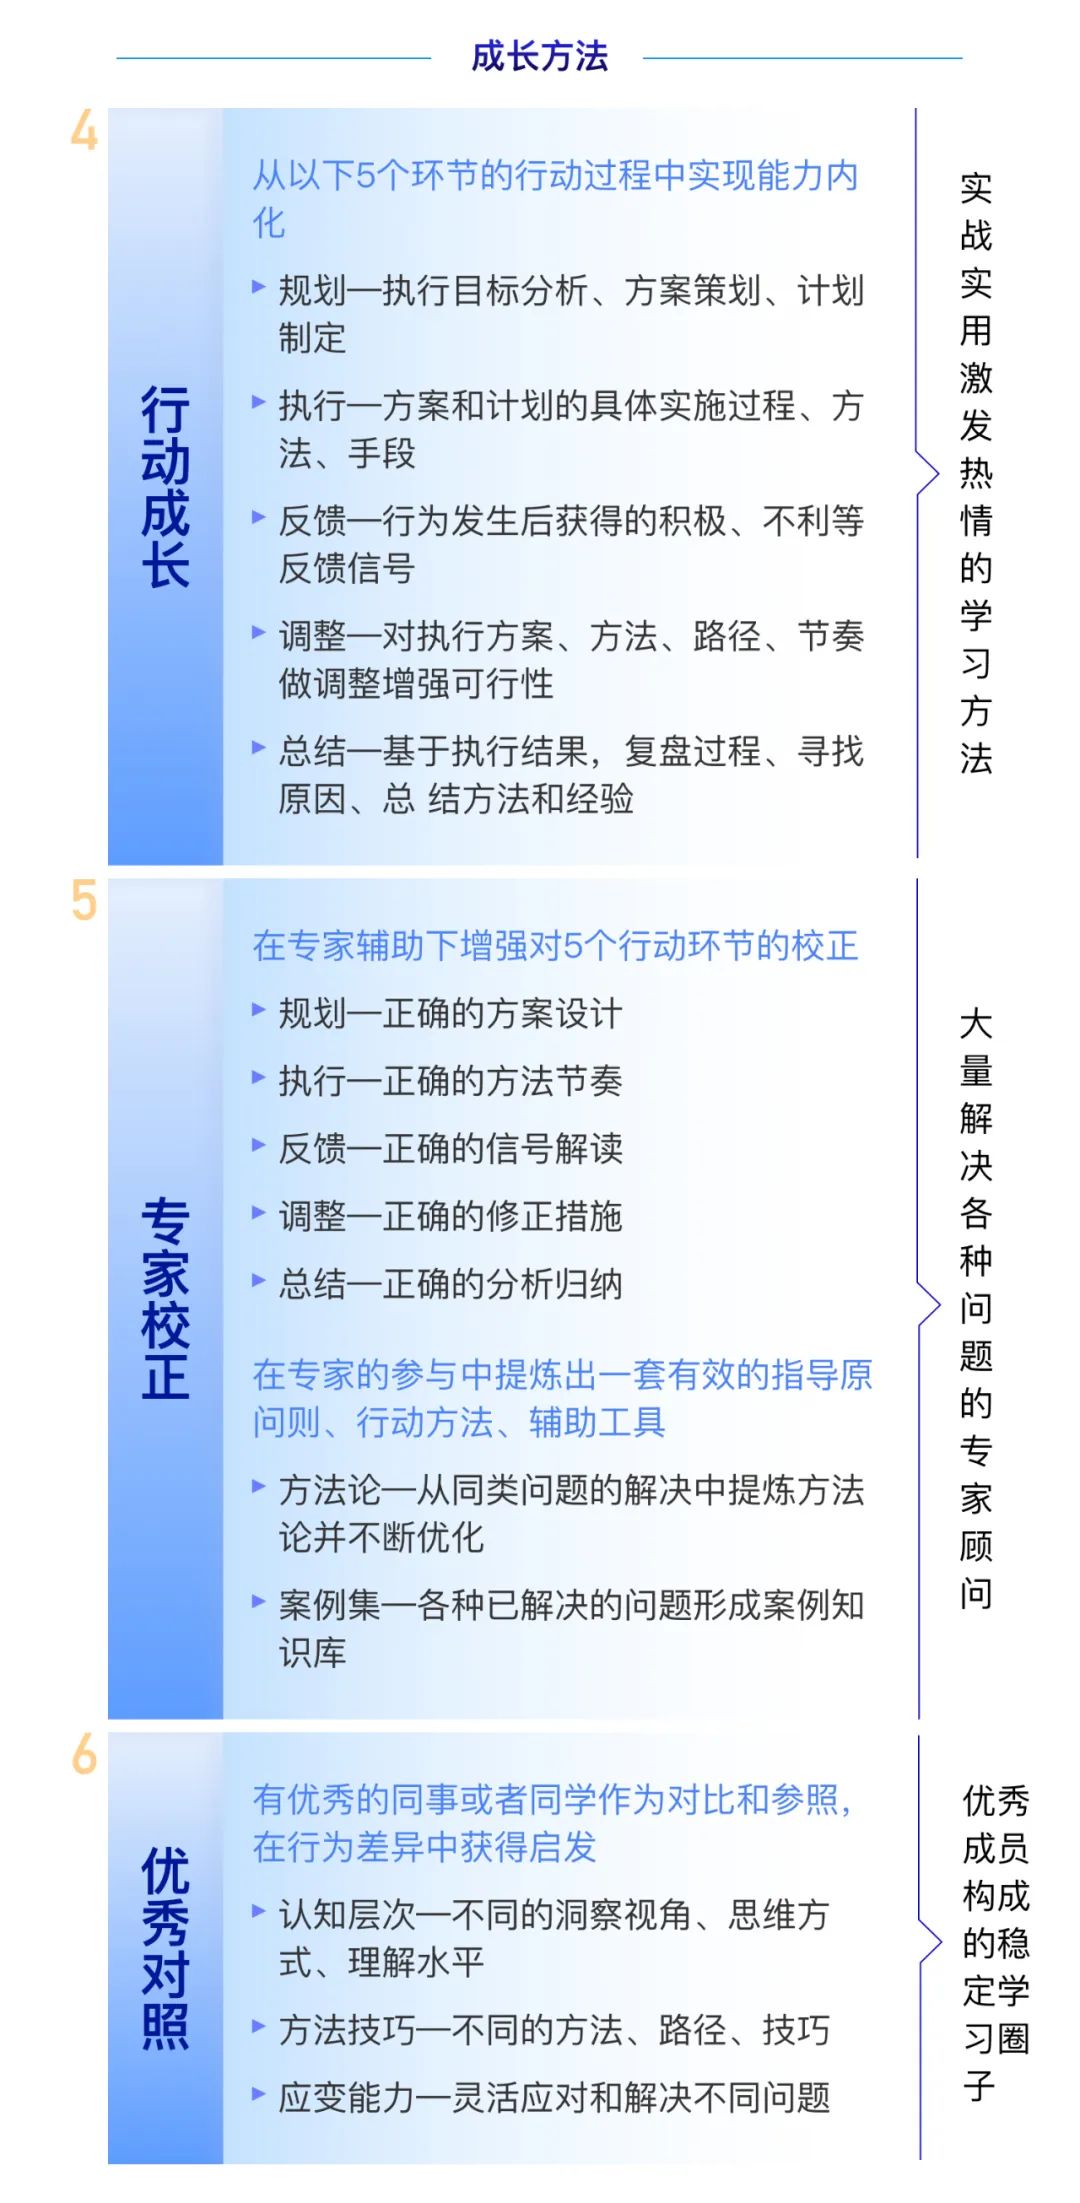 成长方法
4
行动成长
从以下5个环节的行动过程中实现能力内
化
▶ 规划—执行目标分析、方案策划、计划
制定
▶ 执行—方案和计划的具体实施过程、方
法、手段
▶ 反馈—行为发生后获得的积极、不利等
反馈信号
▶ 调整—对执行方案、方法、路径、节奏
做调整增强可行性
▶ 总结—基于执行结果，复盘过程、寻找
原因、总 结方法和经验
实战实用激发热情的学习方法
5
专家校正
在专家辅助下增强对5个行动环节的校正
▶ 规划—正确的方案设计
▶ 执行—正确的方法节奏
▶ 反馈—正确的信号解读
▶ 调整—正确的修正措施
▶ 总结—正确的分析归纳
在专家的参与中提炼出一套有效的指导原
问则、行动方法、辅助工具
▶ 方法论—从同类问题的解决中提炼方法
论并不断优化
▶ 案例集—各种已解决的问题形成案例知
识库
大量解决各种问题的专家顾问
6
优秀对照
有优秀的同事或者同学作为对比和参照，
在行为差异中获得启发
▶ 认知层次—不同的洞察视角、思维方
式、理解水平
▶ 方法技巧—不同的方法、路径、技巧
▶ 应变能力—灵活应对和解决不同问题
优秀
成员
构成
的稳
定学
习圈
子